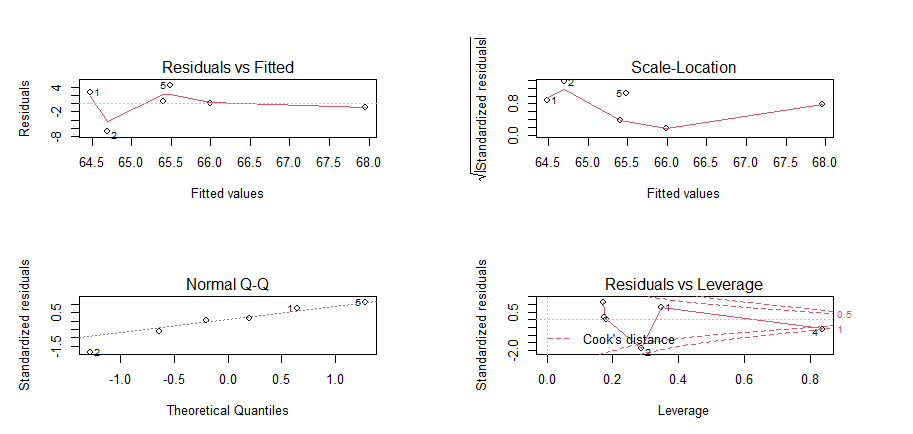 Residuals vs Fitted
Residuals
4
-2
-8
1
2
5
64.5 65.0 65.5 66.0 66.5 67.0 67.5 68.0
Fitted values
Scale-Location
√|Standardized residuals|
0.8
0.0
1
2
5
64.5 65.0 65.5 66.0 66.5 67.0 67.5 68.0
Fitted values
Normal Q-Q
Standardized residuals
0.5
-1.5
2
1
5
-1.0 -0.5 0.0 0.5 1.0
Theoretical Quantiles
Residuals vs Leverage
Standardized residuals
0.5
-2.0
1
2
4
0.5
1
Cook's distance
0.0 0.2 0.4 0.6 0.8
Leverage